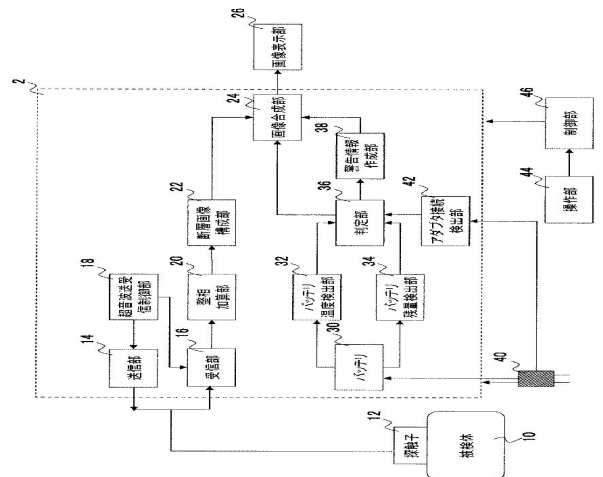 2
10
被検体
12
探触子
14
送信部
16
受信部
18
超音波送受
信制御部
20
整相
加算部
22
断層画像
構成部
24
画像合成部
26
画像表示部
30
バッテリ
32
バッテリ
温度検出部
34
バッテリ
残量検出部
36
判定部
38
警告情報
作成部
40
42
アダプタ接続
検出部
44
操作部
46
制御部